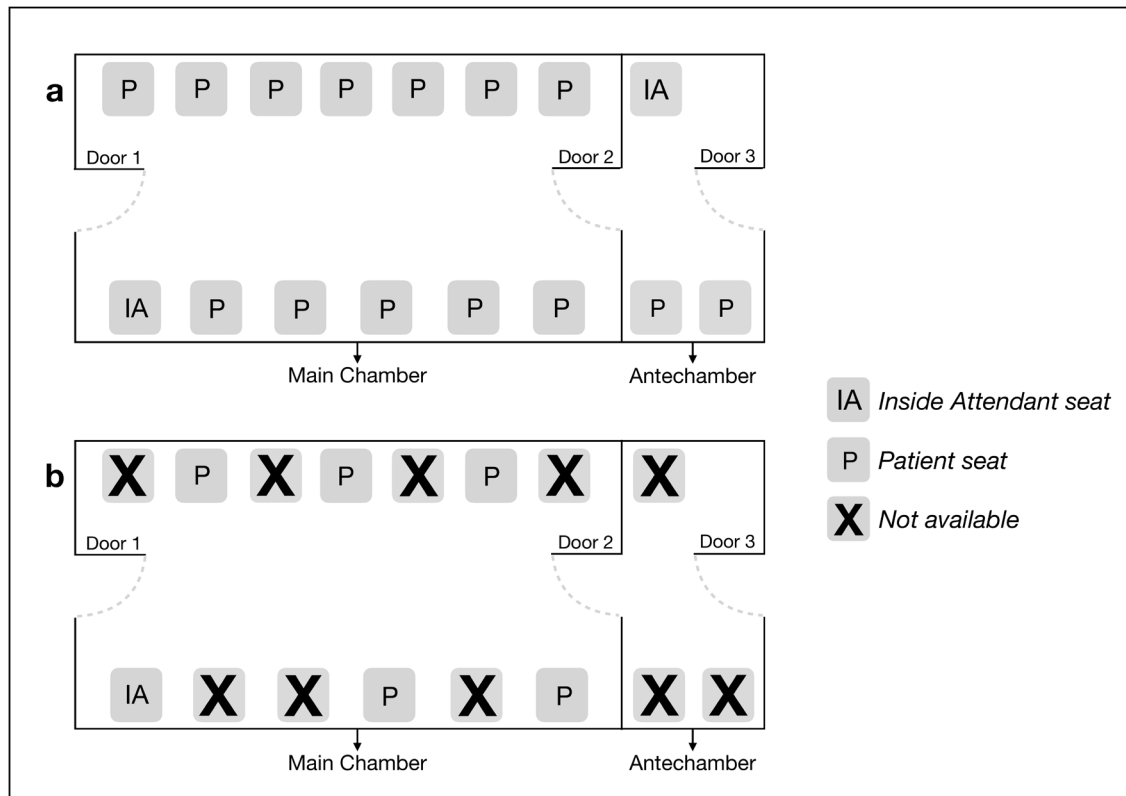 a
P P P P P P P IA
Door 1 Door 2 Door 3
IA P P P P P P P
Main Chamber Antechamber
IA Inside Attendant seat
P Patient seat
X Not available
b
X P X P X P X X
Door 1 Door 2 Door 3
IA X X P X P X X
Main Chamber Antechamber